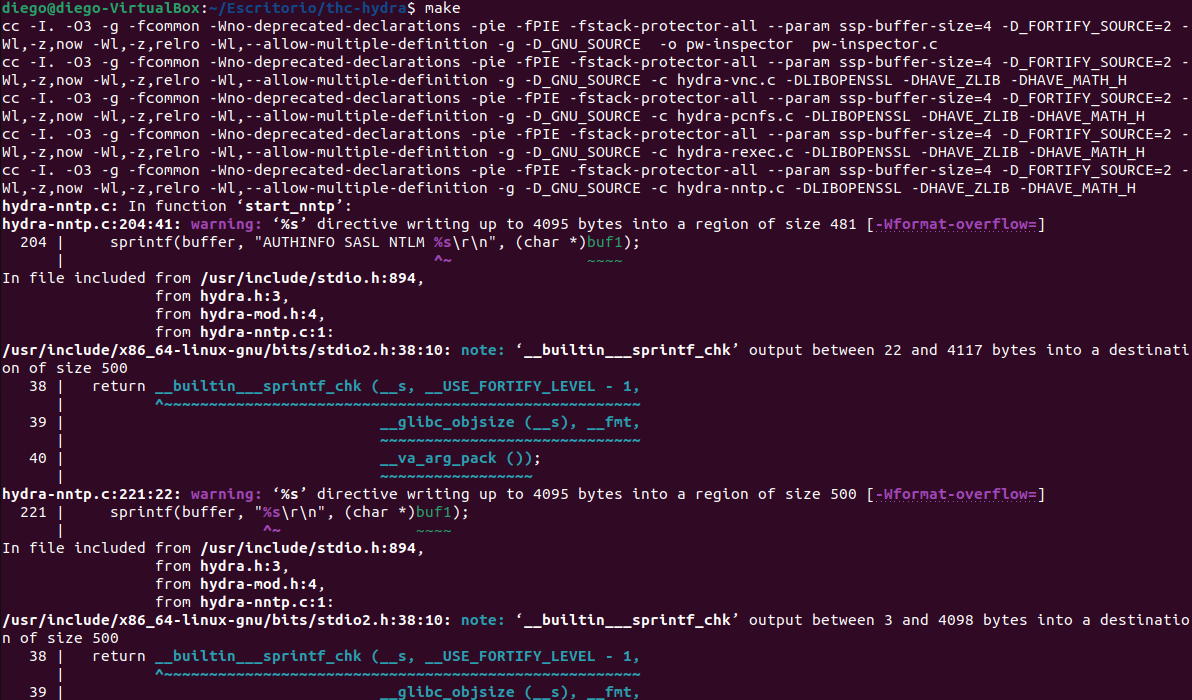 diego@diego-VirtualBox:~/Escritorio/thc-hydra$ make
cc -I. -O3 -g -fcommon -Wno-deprecated-declarations -pie -fPIE -fstack-protector-all --param ssp-buffer-size=4 -D_FORTIFY_SOURCE=2 -
Wl,-z,now -Wl,-z,relro -Wl,--allow-multiple-definition -g -D_GNU_SOURCE  -o pw-inspector  pw-inspector.c
cc -I. -O3 -g -fcommon -Wno-deprecated-declarations -pie -fPIE -fstack-protector-all --param ssp-buffer-size=4 -D_FORTIFY_SOURCE=2 -
Wl,-z,now -Wl,-z,relro -Wl,--allow-multiple-definition -g -D_GNU_SOURCE -c hydra-vnc.c -DLIBOPENSSL -DHAVE_ZLIB -DHAVE_MATH_H
cc -I. -O3 -g -fcommon -Wno-deprecated-declarations -pie -fPIE -fstack-protector-all --param ssp-buffer-size=4 -D_FORTIFY_SOURCE=2 -
Wl,-z,now -Wl,-z,relro -Wl,--allow-multiple-definition -g -D_GNU_SOURCE -c hydra-pcnfs.c -DLIBOPENSSL -DHAVE_ZLIB -DHAVE_MATH_H
cc -I. -O3 -g -fcommon -Wno-deprecated-declarations -pie -fPIE -fstack-protector-all --param ssp-buffer-size=4 -D_FORTIFY_SOURCE=2 -
Wl,-z,now -Wl,-z,relro -Wl,--allow-multiple-definition -g -D_GNU_SOURCE -c hydra-rexec.c -DLIBOPENSSL -DHAVE_ZLIB -DHAVE_MATH_H
cc -I. -O3 -g -fcommon -Wno-deprecated-declarations -pie -fPIE -fstack-protector-all --param ssp-buffer-size=4 -D_FORTIFY_SOURCE=2 -
Wl,-z,now -Wl,-z,relro -Wl,--allow-multiple-definition -g -D_GNU_SOURCE -c hydra-nntp.c -DLIBOPENSSL -DHAVE_ZLIB -DHAVE_MATH_H
hydra-nntp.c: In function ‘start_nntp’:
hydra-nntp.c:204:41: warning: ‘%s’ directive writing up to 4095 bytes into a region of size 481 [-Wformat-overflow=]
  204 |     sprintf(buffer, "AUTHINFO SASL NTLM %s\r\n", (char *)buf1);
      |                                         ^~               ~~~~
In file included from /usr/include/stdio.h:894,
                 from hydra.h:3,
                 from hydra-mod.h:4,
                 from hydra-nntp.c:1:
/usr/include/x86_64-linux-gnu/bits/stdio2.h:38:10: note: ‘__builtin___sprintf_chk’ output between 22 and 4117 bytes into a destinati
on of size 500
   38 |   return __builtin___sprintf_chk (__s, __USE_FORTIFY_LEVEL - 1,
      |          ^~~~~~~~~~~~~~~~~~~~~~~~~~~~~~~~~~~~~~~~~~~~~~~~~~~~~~
   39 |                                   __glibc_objsize (__s), __fmt,
      |                                   ~~~~~~~~~~~~~~~~~~~~~~~~~~~~~
   40 |                                   __va_arg_pack ());
      |                                   ~~~~~~~~~~~~~~~~~
hydra-nntp.c:221:22: warning: ‘%s’ directive writing up to 4095 bytes into a region of size 500 [-Wformat-overflow=]
  221 |     sprintf(buffer, "%s\r\n", (char *)buf1);
      |                      ^~               ~~~~
In file included from /usr/include/stdio.h:894,
                 from hydra.h:3,
                 from hydra-mod.h:4,
                 from hydra-nntp.c:1:
/usr/include/x86_64-linux-gnu/bits/stdio2.h:38:10: note: ‘__builtin___sprintf_chk’ output between 3 and 4098 bytes into a destinatio
n of size 500
   38 |   return __builtin___sprintf_chk (__s, __USE_FORTIFY_LEVEL - 1,
      |          ^~~~~~~~~~~~~~~~~~~~~~~~~~~~~~~~~~~~~~~~~~~~~~~~~~~~~~
   39 |                                   __glibc_objsize (__s), __fmt,